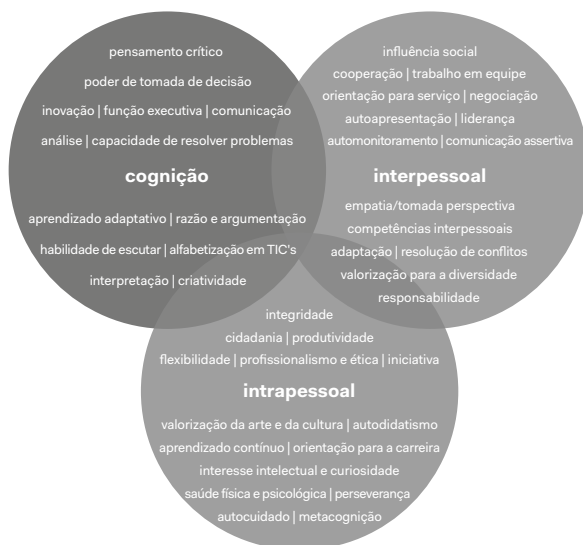 pensamento crítico
poder de tomada de decisão
inovação | função executiva | comunicação
análise | capacidade de resolver problemas
cognição
aprendizado adaptativo | razão e argumentação
habilidade de escutar | alfabetização em TIC's
interpretação | criatividade
influência social
cooperação | trabalho em equipe
orientação para serviço | negociação
autoapresentação | liderança
automonitoramento | comunicação assertiva
interpessoal
empatia/tomada perspectiva
competências interpessoais
adaptação | resolução de conflitos
valorização para a diversidade
responsabilidade
integridade
cidadania | produtividade
flexibilidade | profissionalismo e ética | iniciativa
intrapessoal
valorização da arte e da cultura | autodidatismo
aprendizado contínuo | orientação para a carreira
interesse intelectual e curiosidade
saúde física e psicológica | perseverança
autocuidado | metacognição